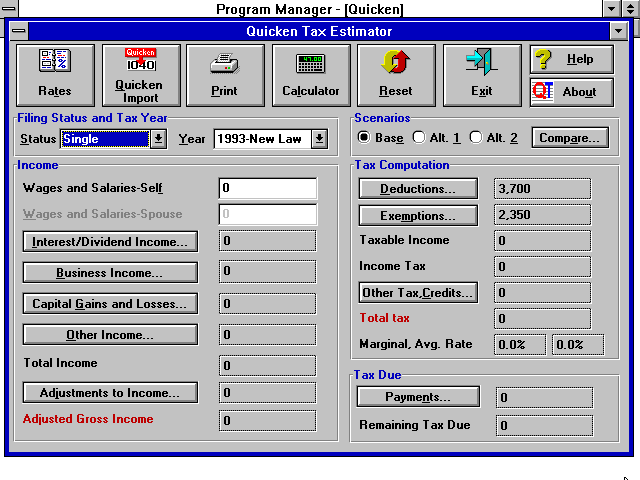 Program Manager - [Quicken]
Quicken Tax Estimator
Rates
Quicken
1040
Quicken Import
Print
47.00
Calculator
Reset
Exit
Help
QT About
Filing Status and Tax Year
Status Single Year 1993-New Law
Scenarios
Base Alt. 1 Alt. 2 Compare...
Income
Wages and Salaries-Self 0
Wages and Salaries-Spouse 0
Interest/Dividend Income... 0
Business Income... 0
Capital Gains and Losses... 0
Other Income... 0
Total Income 0
Adjustments to Income... 0
Adjusted Gross Income 0
Tax Computation
Deductions... 3,700
Exemptions... 2,350
Taxable Income 0
Income Tax 0
Other Tax,Credits... 0
Total tax 0
Marginal, Avg. Rate 0.0% 0.0%
Tax Due
Payments... 0
Remaining Tax Due 0